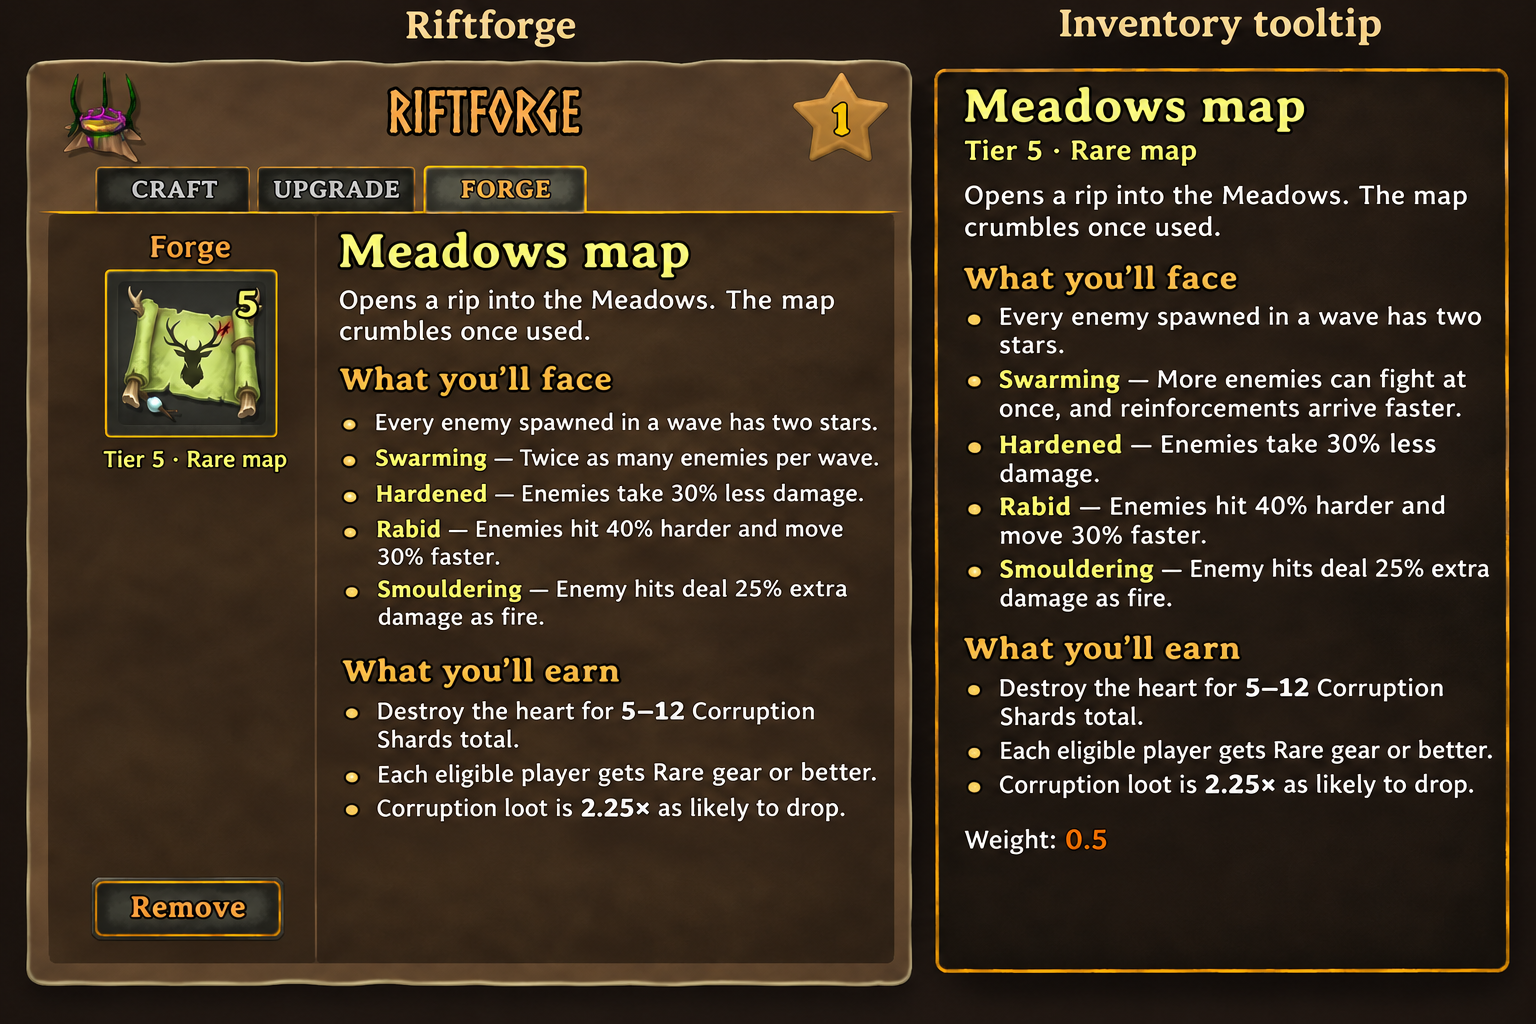 Riftforge
RIFTFORGE
1
CRAFT
UPGRADE
FORGE
Forge
5
Tier 5 · Rare map
Remove
Meadows map
Opens a rip into the Meadows. The map
crumbles once used.
What you'll face
Every enemy spawned in a wave has two stars.
Swarming — Twice as many enemies per wave.
Hardened — Enemies take 30% less damage.
Rabid — Enemies hit 40% harder and move
30% faster.
Smouldering — Enemy hits deal 25% extra
damage as fire.
What you'll earn
Destroy the heart for 5–12 Corruption
Shards total.
Each eligible player gets Rare gear or better.
Corruption loot is 2.25× as likely to drop.
Inventory tooltip
Meadows map
Tier 5 · Rare map
Opens a rip into the Meadows. The map
crumbles once used.
What you'll face
Every enemy spawned in a wave has two
stars.
Swarming — More enemies can fight at
once, and reinforcements arrive faster.
Hardened — Enemies take 30% less
damage.
Rabid — Enemies hit 40% harder and
move 30% faster.
Smouldering — Enemy hits deal 25% extra
damage as fire.
What you'll earn
Destroy the heart for 5–12 Corruption
Shards total.
Each eligible player gets Rare gear or better.
Corruption loot is 2.25× as likely to drop.
Weight: 0.5